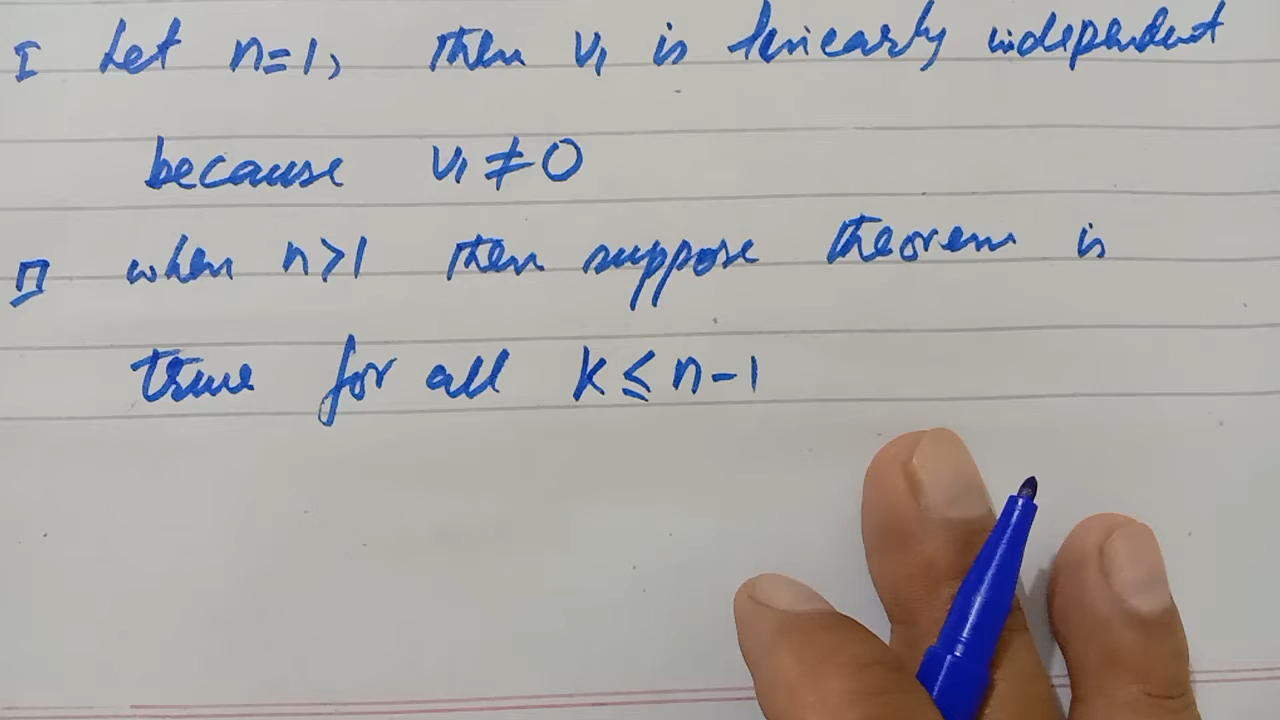 I Let n=1, then v₁ is linearly independent
because v₁ ≠ 0
II when n>1 then suppose theorem is
true for all k ≤ n-1